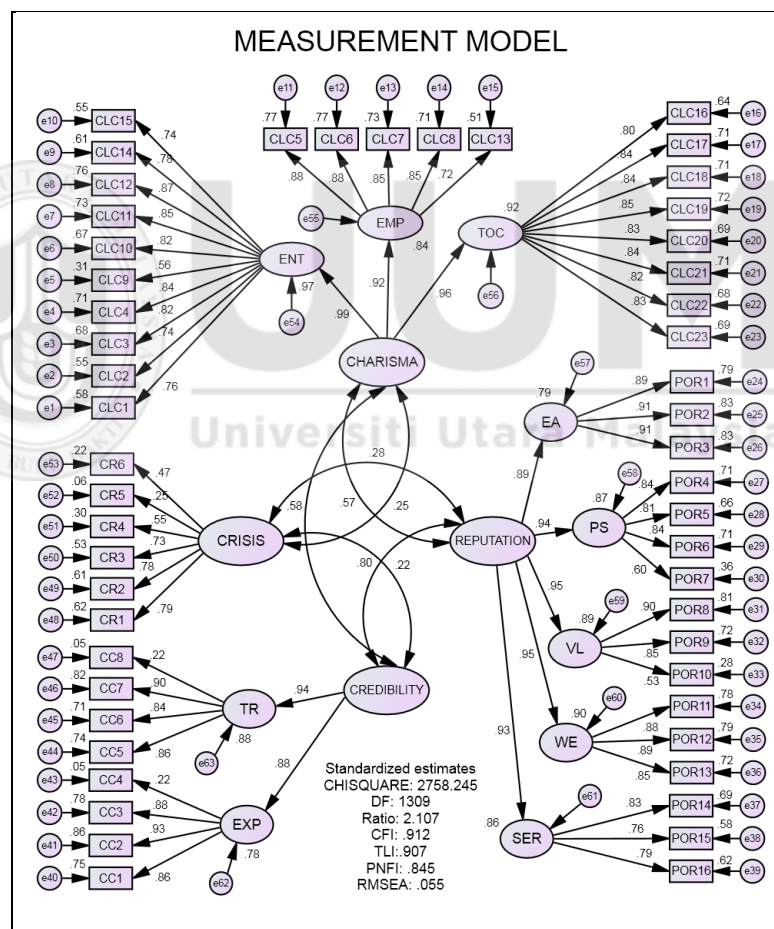 MEASUREMENT MODEL
e11 e12 e13 e14 e15
.77 .77 .73 .71 .51
CLC5 CLC6 CLC7 CLC8 CLC13
.88 .88 .85 .85 .72
e55 EMP .84
e10 .55 CLC15 .74
e9 .61 CLC14 .78
e8 .76 CLC12 .87
e7 .73 CLC11 .85
e6 .67 CLC10 .82
e5 .31 CLC9 .56
e4 .71 CLC4 .84
e3 .68 CLC3 .82
e2 .55 CLC2 .74
e1 .58 CLC1 .76
ENT .97
e54
.99 .92 .96
CHARISMA
.92 TOC
e56
.80 CLC16 .64 e16
.84 CLC17 .71 e17
.84 CLC18 .71 e18
.85 CLC19 .72 e19
.83 CLC20 .69 e20
.84 CLC21 .71 e21
.82 CLC22 .68 e22
.83 CLC23 .69 e23
UUM
Universiti Utara Malaysia
e53 .22 CR6 .47
e52 .06 CR5 .25
e51 .30 CR4 .55
e50 .53 CR3 .73
e49 .61 CR2 .78
e48 .62 CR1 .79
CRISIS
.28
.58 .57 .25
.80 .22
REPUTATION
.89 .94 .95 .95 .93
e57
.79 EA
.89 POR1 .79 e24
.91 POR2 .83 e25
.91 POR3 .83 e26
e58
.87 PS
.84 POR4 .71 e27
.81 POR5 .66 e28
.84 POR6 .71 e29
.60 POR7 .36 e30
e59
.89 VL
.90 POR8 .81 e31
.85 POR9 .72 e32
.53 POR10 .28 e33
e60
.90 WE
.88 POR11 .78 e34
.89 POR12 .79 e35
.85 POR13 .72 e36
e61
.86 SER
.83 POR14 .69 e37
.76 POR15 .58 e38
.79 POR16 .62 e39
CREDIBILITY
.94 .88
e47 .05 CC8 .22
e46 .82 CC7 .90
e45 .71 CC6 .84
e44 .74 CC5 .86
TR .88
e63
e43 .05 CC4 .22
e42 .78 CC3 .88
e41 .86 CC2 .93
e40 .75 CC1 .86
EXP .78
e62
Standardized estimates
CHISQUARE: 2758.245
DF: 1309
Ratio: 2.107
CFI: .912
TLI:.907
PNFI: .845
RMSEA: .055